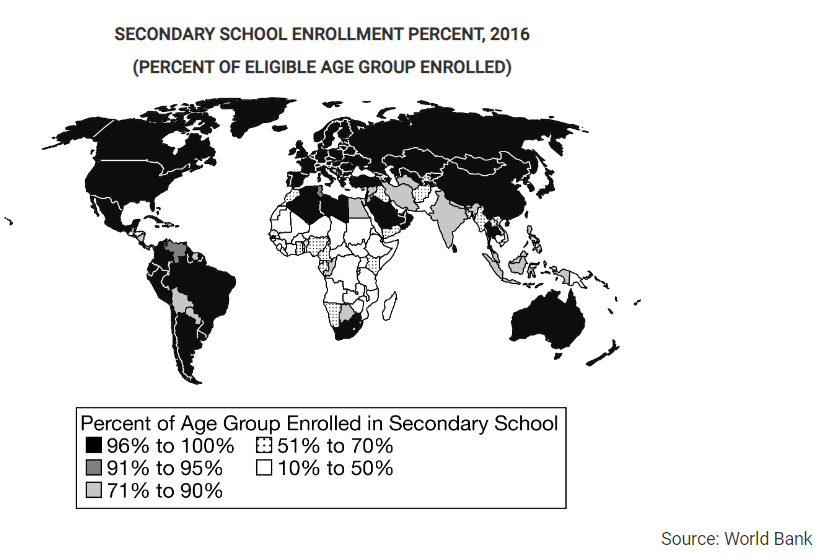 SECONDARY SCHOOL ENROLLMENT PERCENT, 2016
(PERCENT OF ELIGIBLE AGE GROUP ENROLLED)
Percent of Age Group Enrolled in Secondary School
96% to 100%
51% to 70%
91% to 95%
10% to 50%
71% to 90%
Source: World Bank